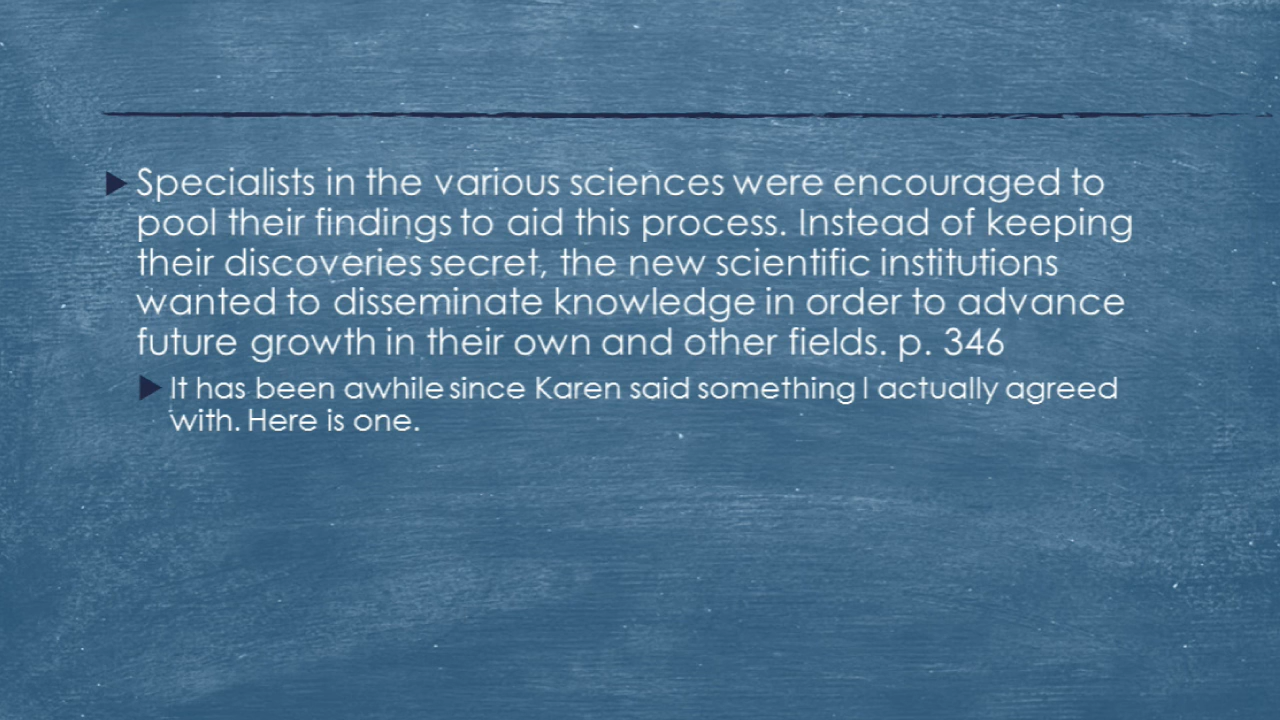 Specialists in the various sciences were encouraged to
pool their findings to aid this process. Instead of keeping
their discoveries secret, the new scientific institutions
wanted to disseminate knowledge in order to advance
future growth in their own and other fields. p. 346
It has been awhile since Karen said something I actually agreed
with. Here is one.